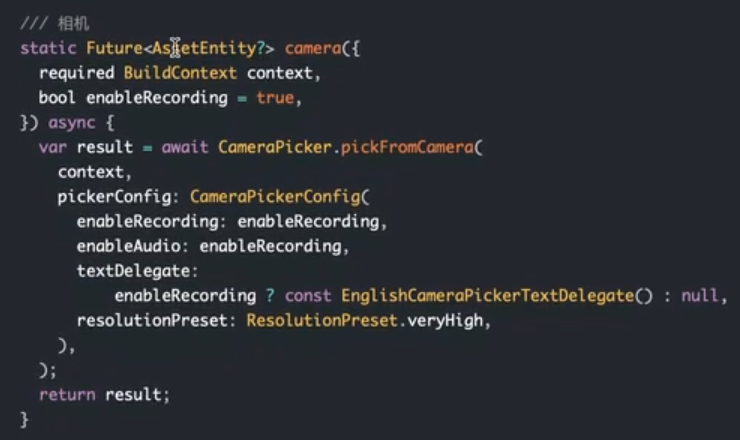 /// 相机
static Future<AssetEntity?> camera({
  required BuildContext context,
  bool enableRecording = true,
}) async {
  var result = await CameraPicker.pickFromCamera(
    context,
    pickerConfig: CameraPickerConfig(
      enableRecording: enableRecording,
      enableAudio: enableRecording,
      textDelegate:
          enableRecording ? const EnglishCameraPickerTextDelegate() : null,
      resolutionPreset: ResolutionPreset.veryHigh,
    ),
  );
  return result;
}